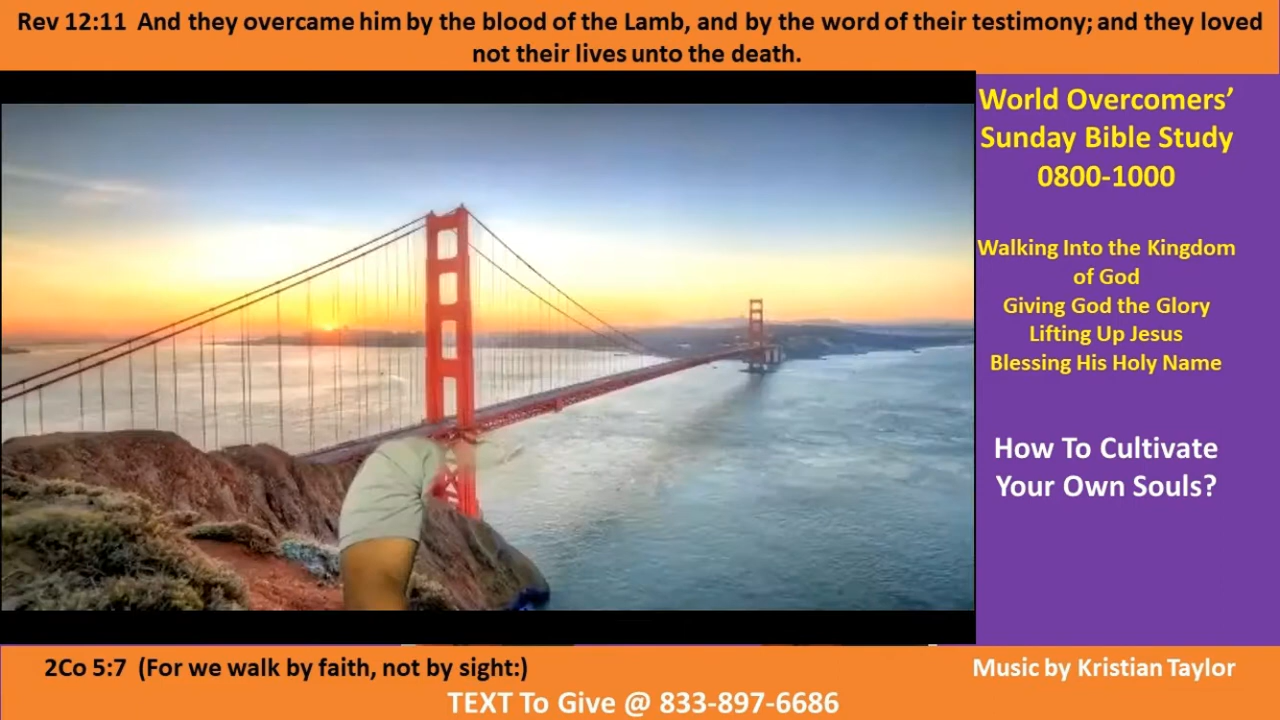 Rev 12:11  And they overcame him by the blood of the Lamb, and by the word of their testimony; and they loved
not their lives unto the death.
World Overcomers’
Sunday Bible Study
0800-1000
Walking Into the Kingdom
of God
Giving God the Glory
Lifting Up Jesus
Blessing His Holy Name
How To Cultivate
Your Own Souls?
2Co 5:7  (For we walk by faith, not by sight:)
Music by Kristian Taylor
TEXT To Give @ 833-897-6686